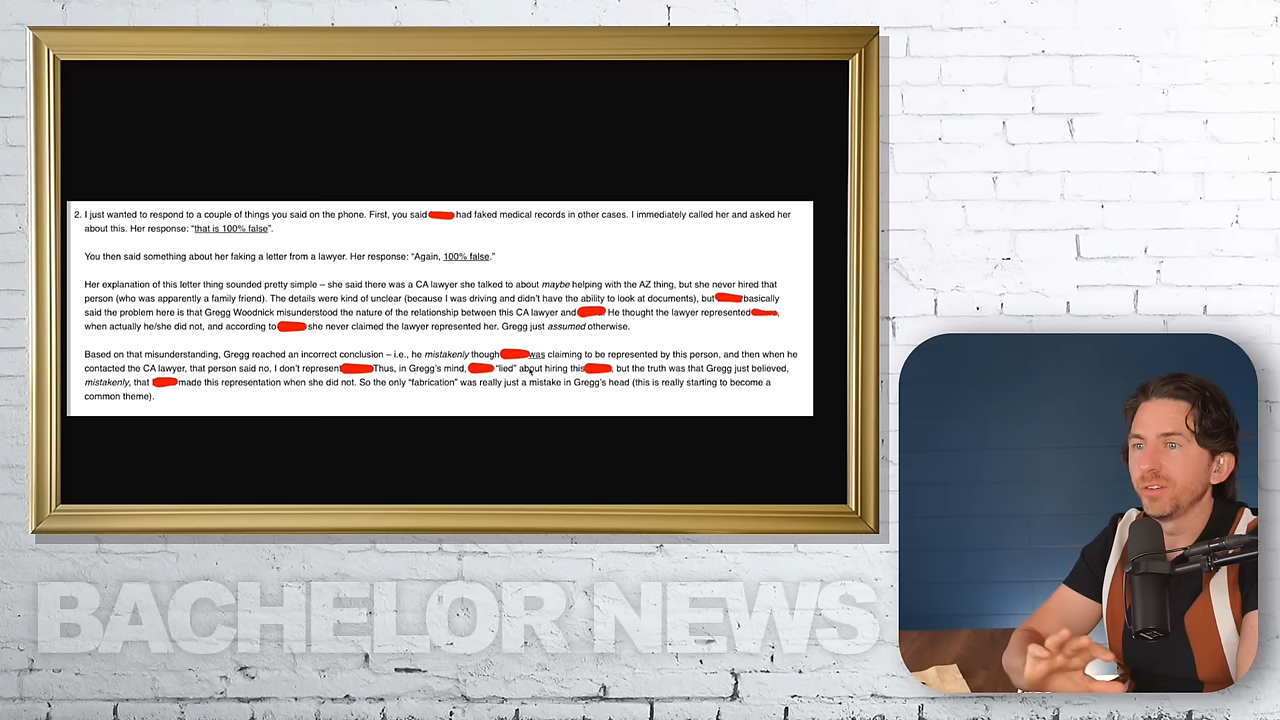 2. I just wanted to respond to a couple of things you said on the phone. First, you said had faked medical records in other cases. I immediately called her and asked her
about this. Her response: “that is 100% false”.
You then said something about her faking a letter from a lawyer. Her response: “Again, 100% false.”
Her explanation of this letter thing sounded pretty simple – she said there was a CA lawyer she talked to about maybe helping with the AZ thing, but she never hired that
person (who was apparently a family friend). The details were kind of unclear (because I was driving and didn’t have the ability to look at documents), but basically
said the problem here is that Gregg Woodnick misunderstood the nature of the relationship between this CA lawyer and He thought the lawyer represented ,
when actually he/she did not, and according to she never claimed the lawyer represented her. Gregg just assumed otherwise.
Based on that misunderstanding, Gregg reached an incorrect conclusion – i.e., he mistakenly though was claiming to be represented by this person, and then when he
contacted the CA lawyer, that person said no, I don’t represent Thus, in Gregg’s mind, “lied” about hiring this , but the truth was that Gregg just believed,
mistakenly, that made this representation when she did not. So the only “fabrication” was really just a mistake in Gregg’s head (this is really starting to become a
common theme).
BACHELOR NEWS